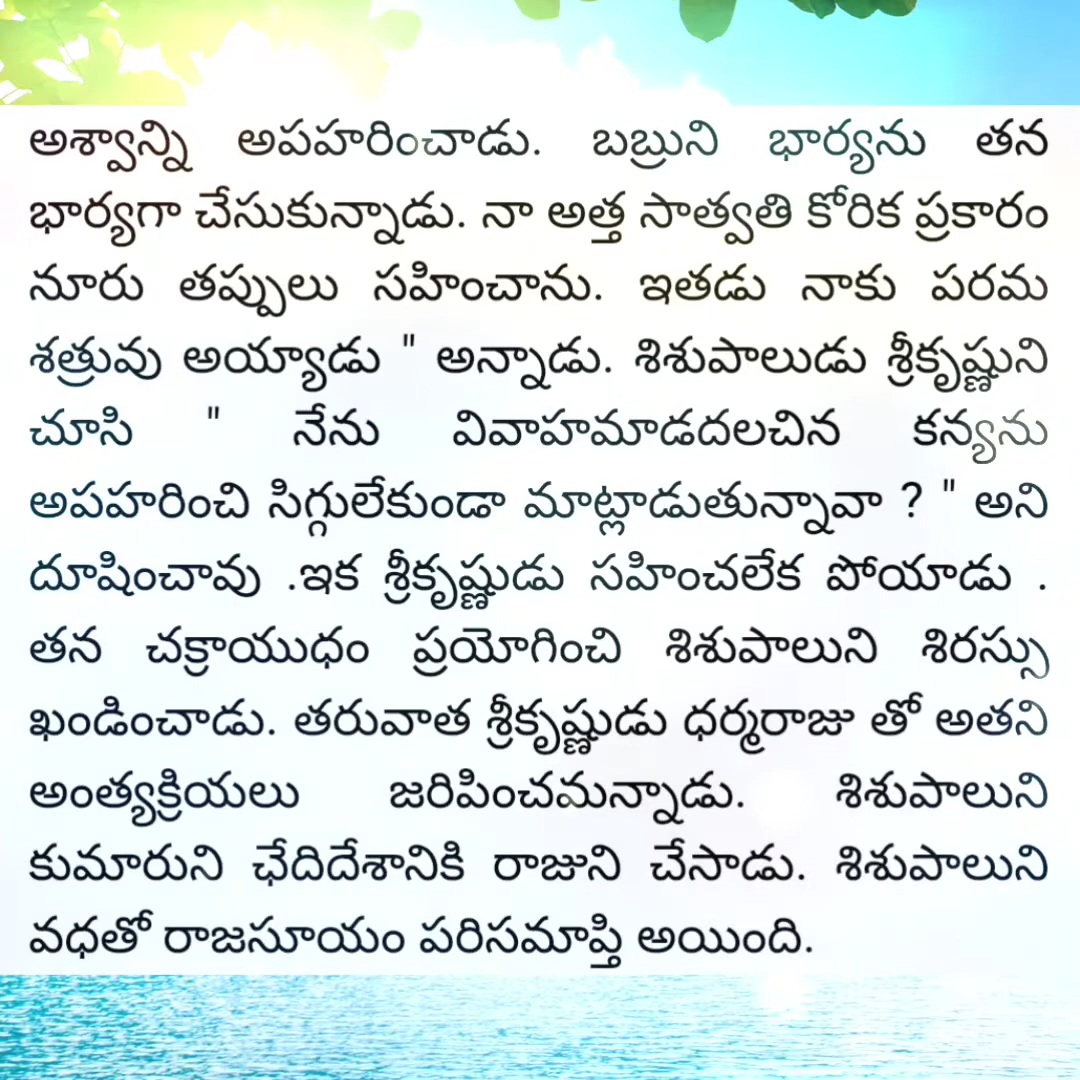 అశ్వాన్ని అపహరించాడు. బబ్రుని భార్యను తన
భార్యగా చేసుకున్నాడు. నా అత్త సాత్వతి కోరిక ప్రకారం
నూరు తప్పులు సహించాను. ఇతడు నాకు పరమ
శత్రువు అయ్యాడు " అన్నాడు. శిశుపాలుడు శ్రీకృష్ణుని
చూసి " నేను వివాహమాడదలచిన కన్యను
అపహరించి సిగ్గులేకుండా మాట్లాడుతున్నావా ? " అని
దూషించావు .ఇక శ్రీకృష్ణుడు సహించలేక పోయాడు .
తన చక్రాయుధం ప్రయోగించి శిశుపాలుని శిరస్సు
ఖండించాడు. తరువాత శ్రీకృష్ణుడు ధర్మరాజు తో అతని
అంత్యక్రియలు జరిపించమన్నాడు. శిశుపాలుని
కుమారుని ఛేదిదేశానికి రాజుని చేసాడు. శిశుపాలుని
వధతో రాజసూయం పరిసమాప్తి అయింది.